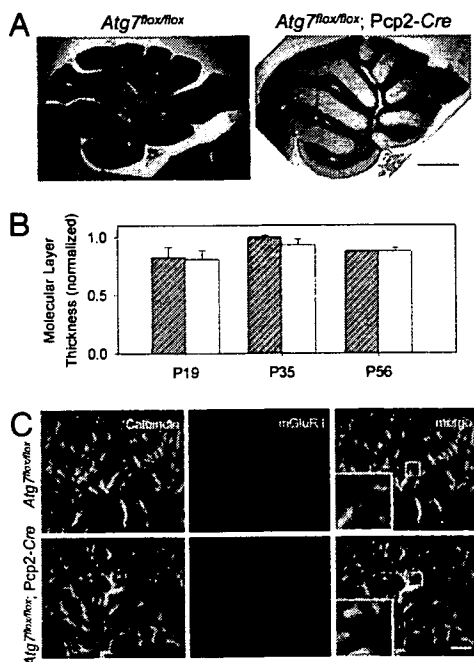 A
Atg7flox/flox
Atg7flox/flox; Pcp2-Cre
B
Molecular Layer
Thickness (normalized)
1.0
0.5
0.0
P19
P35
P56
C
Atg7flox/flox
Calbindin
mGluR1
merge
Atg7flox/flox; Pcp2-Cre